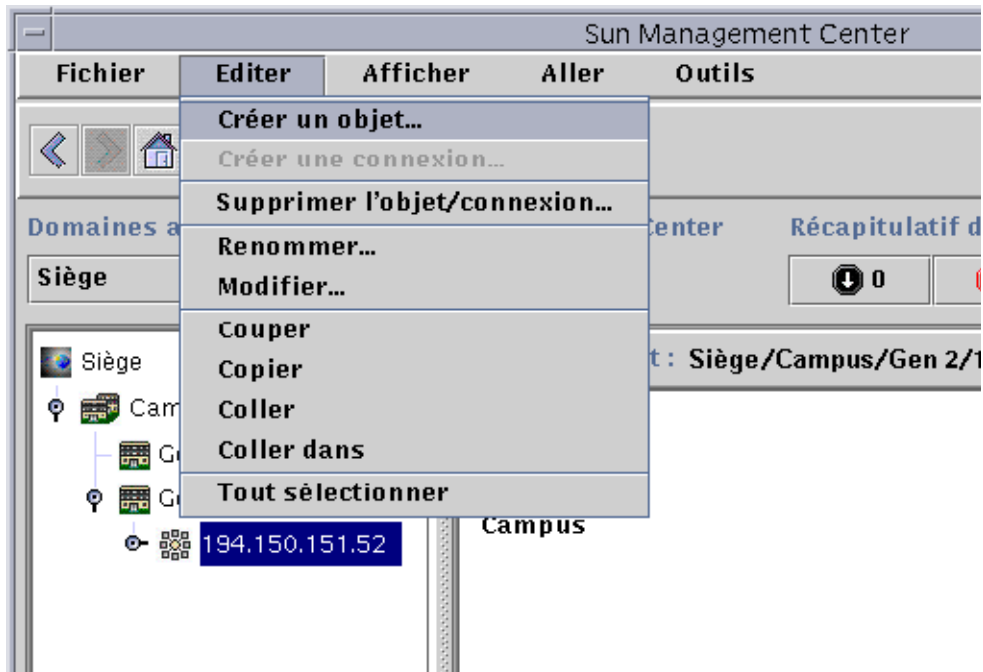 Sun Management Center
Fichier Editer Afficher Aller Outils
Créer un objet...
Créer une connexion...
Supprimer l'objet/connexion...
Domaines
Center
Récapitulatif
Renommer...
Siège
Modifier...
0
Couper
Siège
Copier
: Siège/Campus/Gen 2/1
Coller
Coller dans
Tout sélectionner
Campus
194.150.151.52